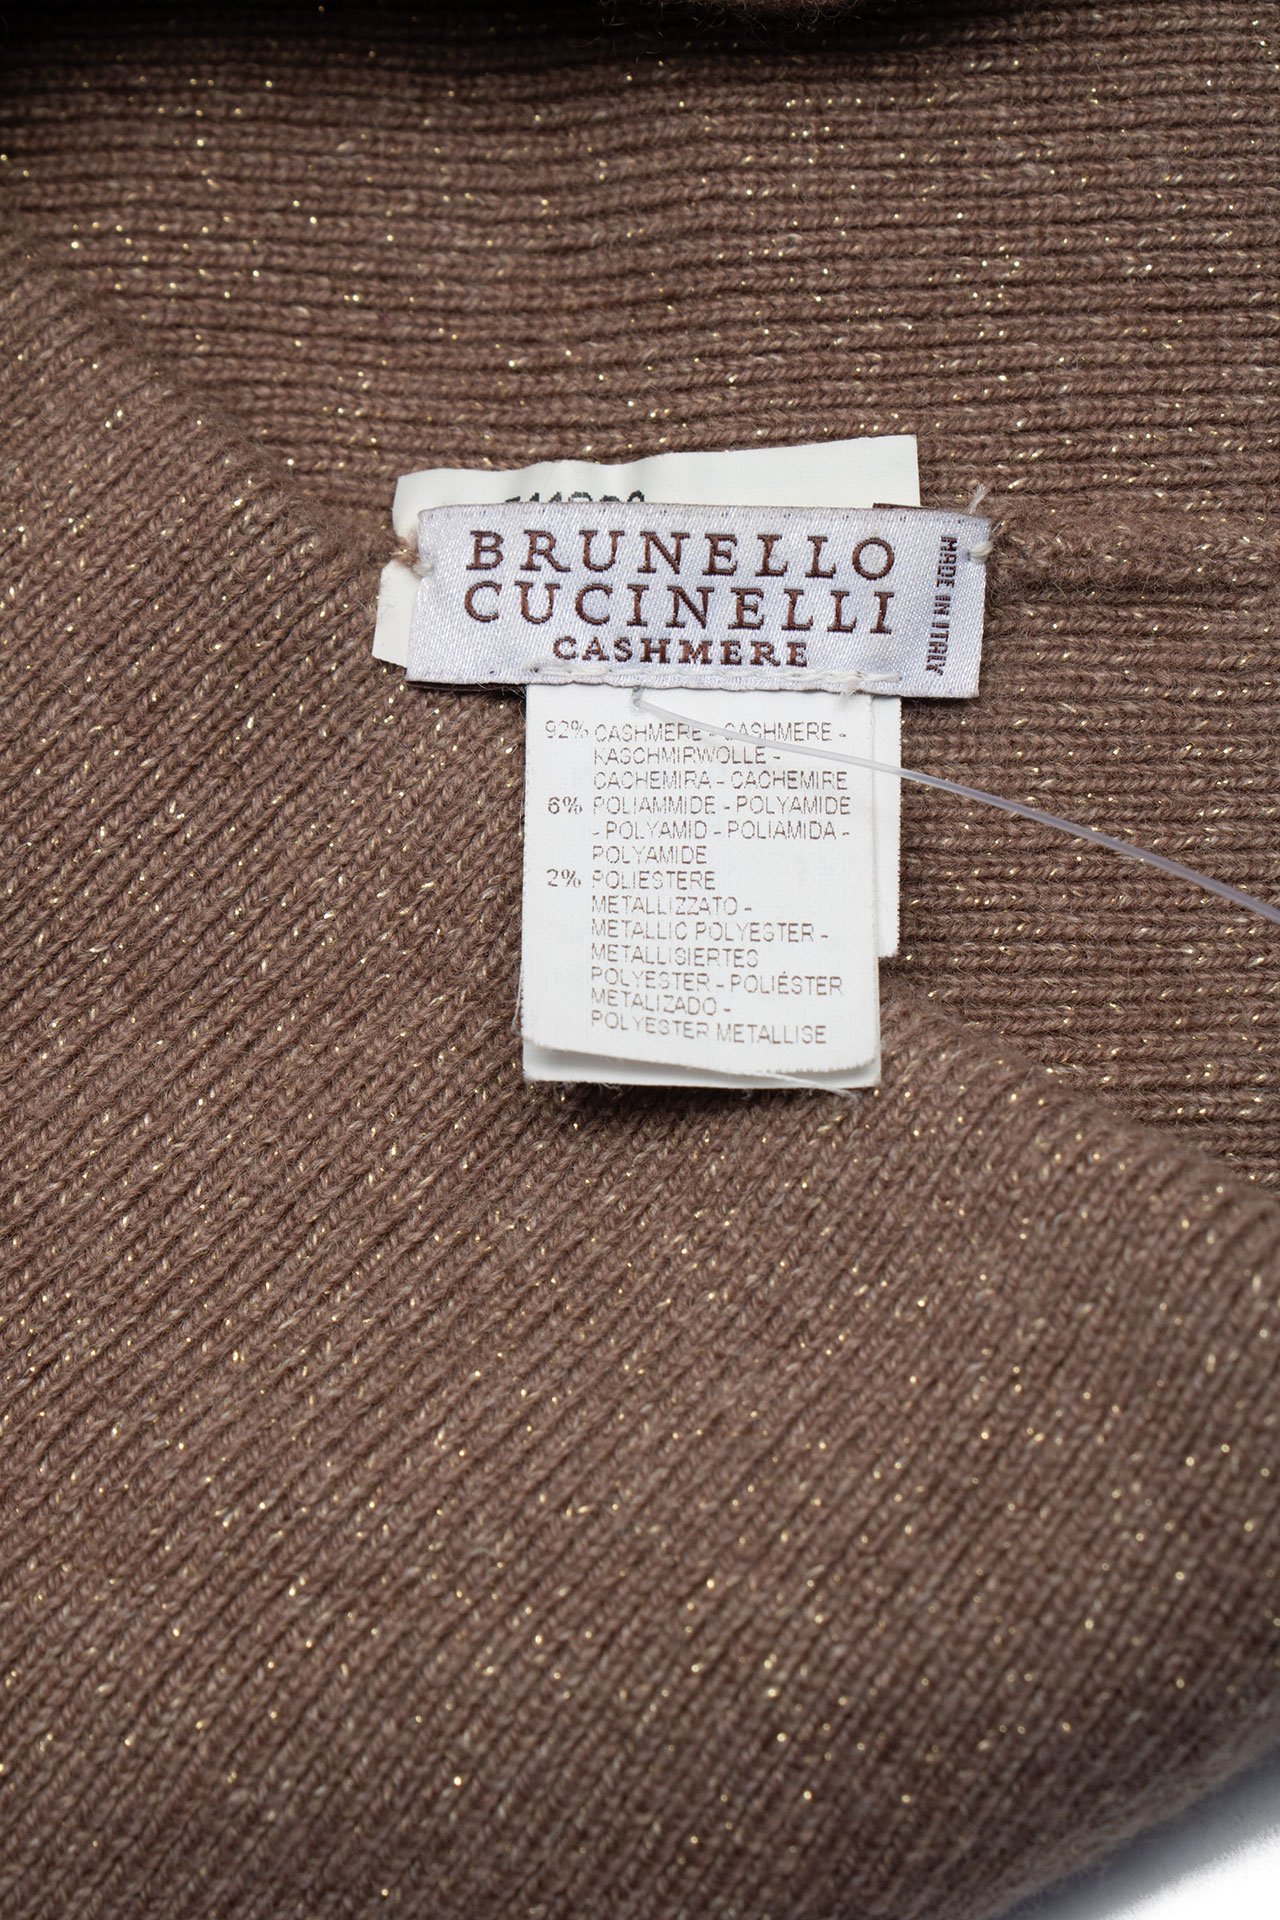 BRUNELLO
CUCINELLI
CASHMERE
MADE IN ITALY
92% CASHMERE - CASHMERE -
KASCHMIRWOLLE -
CACHEMIRA - CACHEMIRE
6% POLIAMMIDE - POLYAMIDE
- POLYAMID - POLIAMIDA -
POLYAMIDE
2% POLIESTERE
METALLIZZATO -
METALLIC POLYESTER -
METALLISIERTES
POLYESTER - POLIÉSTER
METALIZADO -
POLYESTER METALLISE